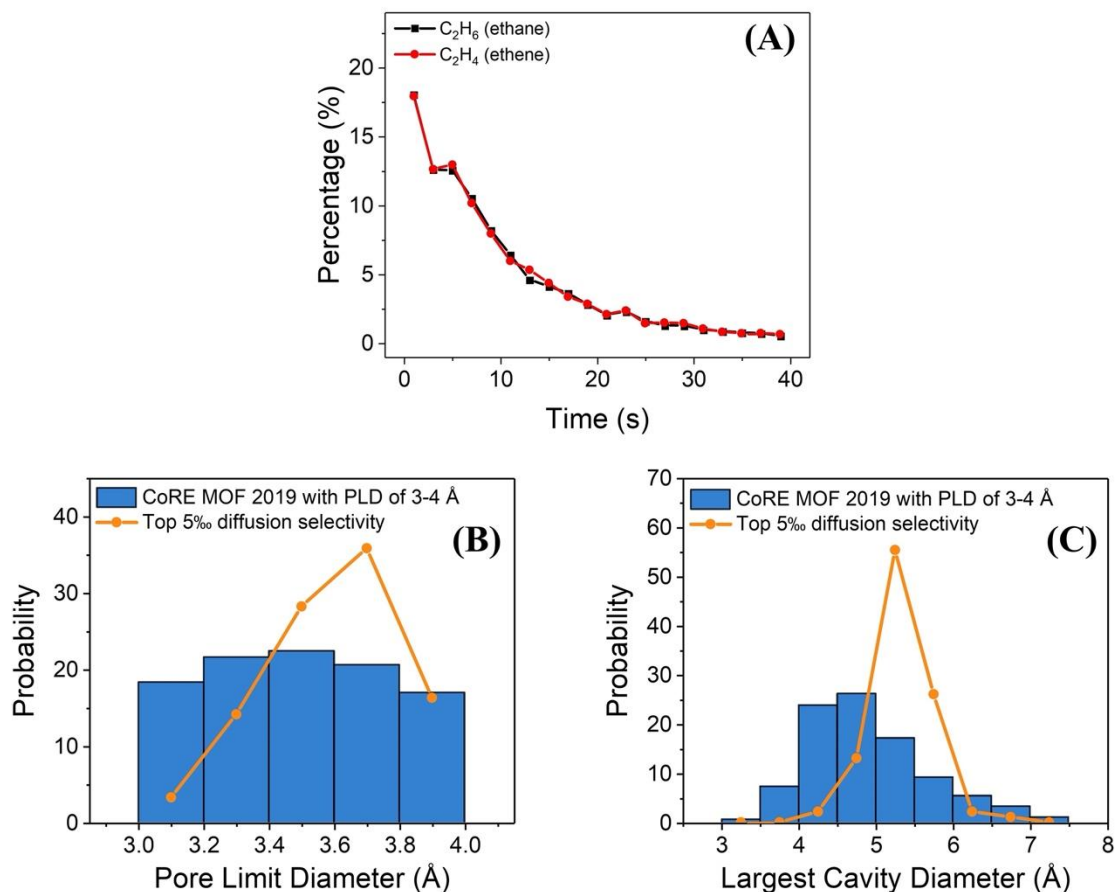 C₂H₆ (ethane)
C₂H₄ (ethene)
(A)
20
15
10
5
0
Percentage (%)
0 10 20 30 40
Time (s)
CoRE MOF 2019 with PLD of 3-4 Å
Top 5‰ diffusion selectivity
(B)
40
30
20
10
0
Probability
3.0 3.2 3.4 3.6 3.8 4.0
Pore Limit Diameter (Å)
CoRE MOF 2019 with PLD of 3-4 Å
Top 5‰ diffusion selectivity
(C)
70
60
50
40
30
20
10
0
Probability
3 4 5 6 7 8
Largest Cavity Diameter (Å)